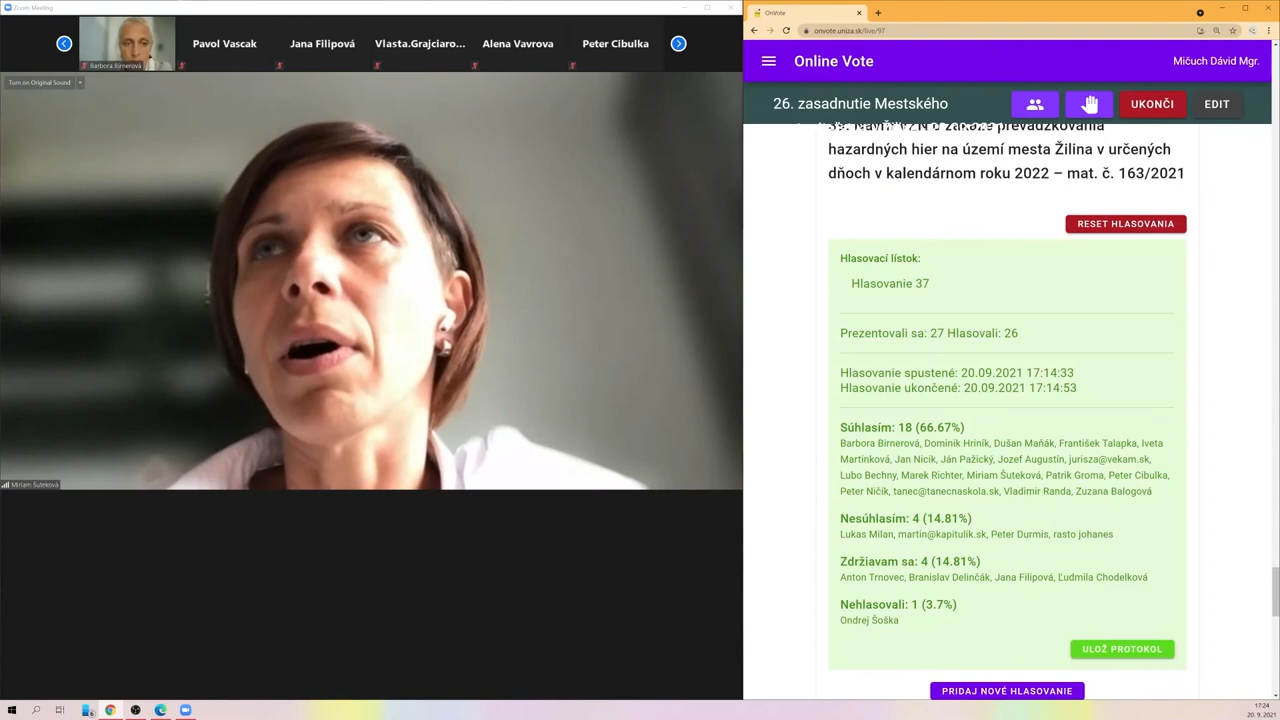 Zoom Meeting
Barbora Birnerová
Pavol Vascak
Jana Filipová
Vlasta.Grajciaro...
Alena Vavrova
Peter Cibulka
Turn on Original Sound
Miriam Šuteková
OnVote
onvote.uniza.sk/live/97
Online Vote
Mičuch Dávid Mgr.
26. zasadnutie Mestského
UKONČI
EDIT
prevádzkovania
hazardných hier na území mesta Žilina v určených
dňoch v kalendárnom roku 2022 – mat. č. 163/2021
RESET HLASOVANIA
Hlasovací lístok:
Hlasovanie 37
Prezentovali sa: 27 Hlasovali: 26
Hlasovanie spustené: 20.09.2021 17:14:33
Hlasovanie ukončené: 20.09.2021 17:14:53
Súhlasím: 18 (66.67%)
Barbora Birnerová, Dominik Hriník, Dušan Maňák, František Talapka, Iveta
Martinková, Jan Nicik, Ján Pažický, Jozef Augustín, jurisza@vekam.sk,
Lubo Bechny, Marek Richter, Miriam Šuteková, Patrik Groma, Peter Cibulka,
Peter Ničík, tanec@tanecnaskola.sk, Vladimir Randa, Zuzana Balogová
Nesúhlasím: 4 (14.81%)
Lukas Milan, martin@kapitulik.sk, Peter Durmis, rasto johanes
Zdržiavam sa: 4 (14.81%)
Anton Trnovec, Branislav Delinčák, Jana Filipová, Ľudmila Chodelková
Nehlasovali: 1 (3.7%)
Ondrej Šoška
ULOŽ PROTOKOL
PRIDAJ NOVÉ HLASOVANIE
17:24
20. 9. 2021